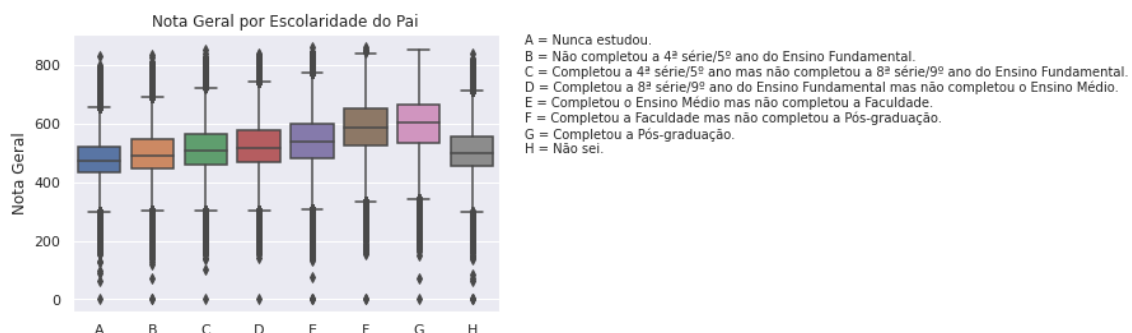 Nota Geral por Escolaridade do Pai
Nota Geral
800
600
400
200
0
A B C D E F G H
A = Nunca estudou.
B = Não completou a 4ª série/5º ano do Ensino Fundamental.
C = Completou a 4ª série/5º ano mas não completou a 8ª série/9º ano do Ensino Fundamental.
D = Completou a 8ª série/9º ano do Ensino Fundamental mas não completou o Ensino Médio.
E = Completou o Ensino Médio mas não completou a Faculdade.
F = Completou a Faculdade mas não completou a Pós-graduação.
G = Completou a Pós-graduação.
H = Não sei.